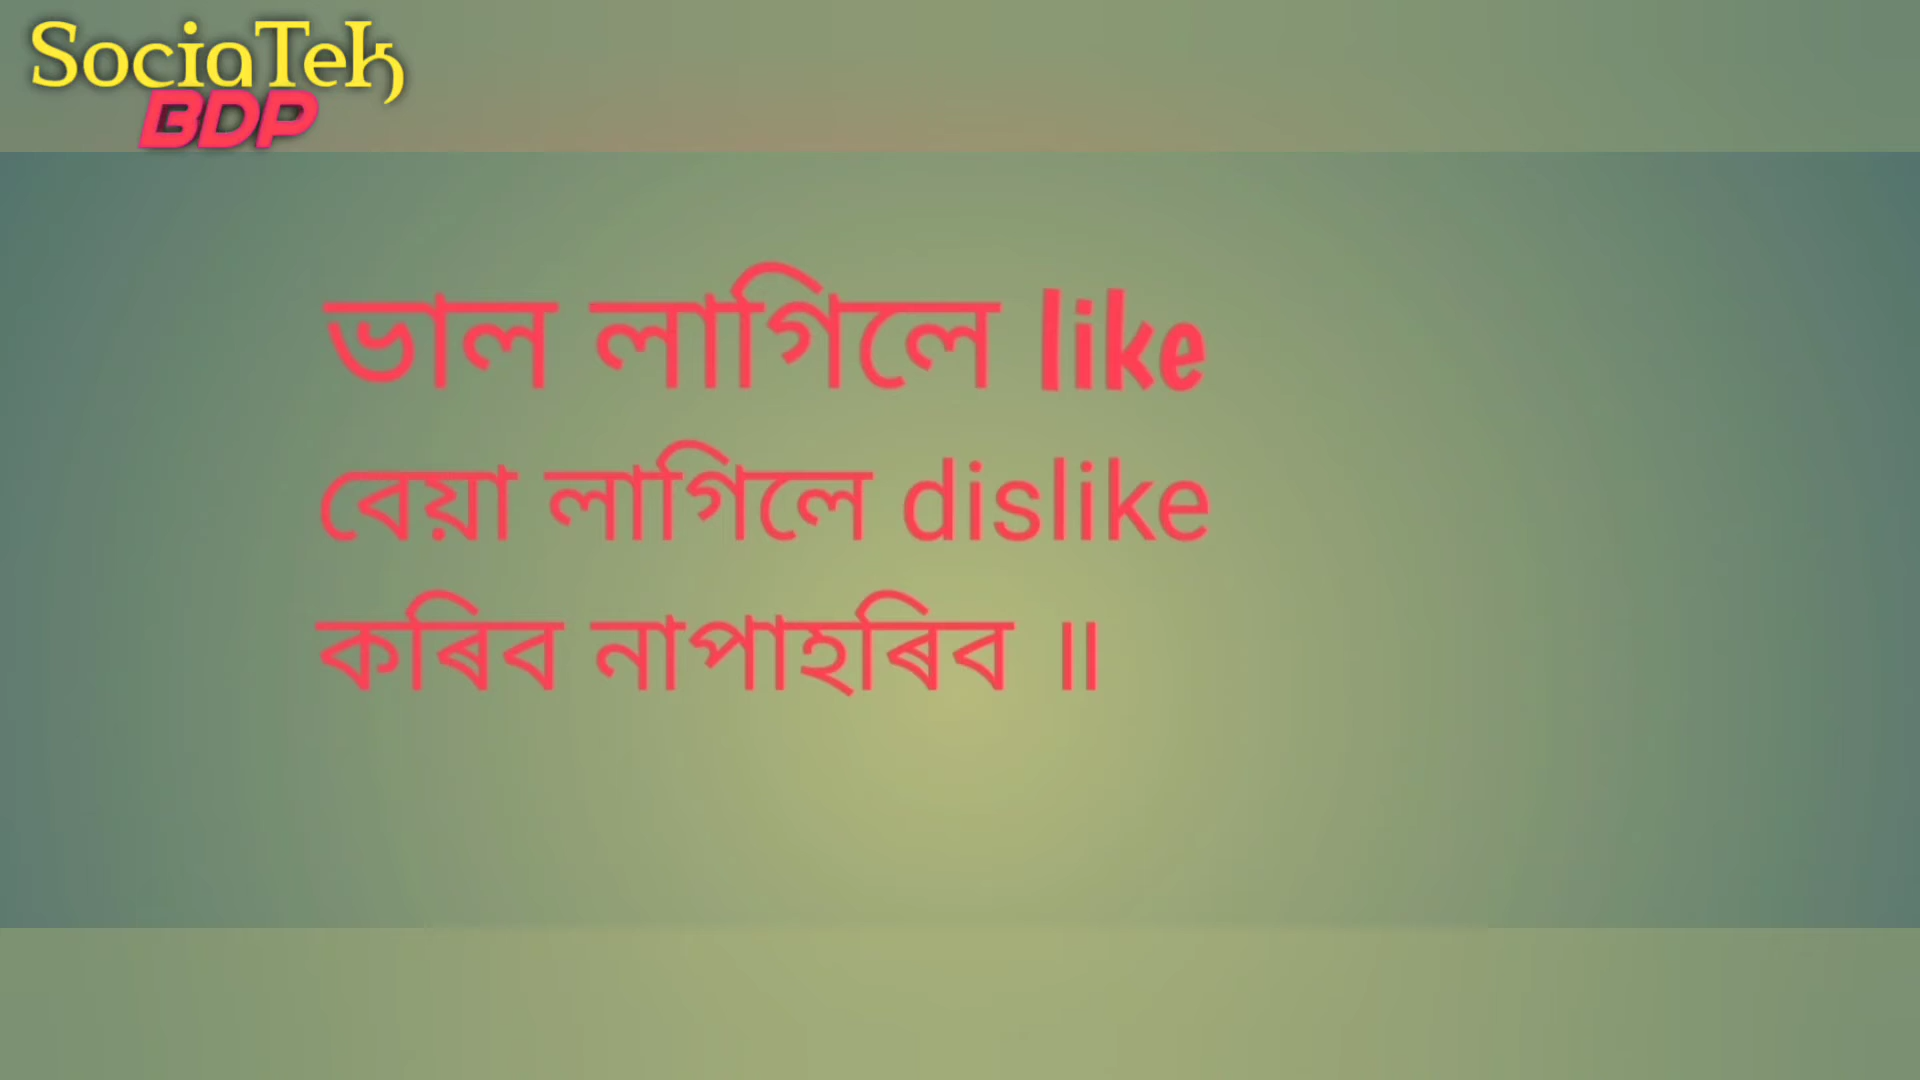 SociaTek
BDP
ভাল লাগিলে like
বেয়া লাগিলে dislike
কৰিব নাপাহৰিব ॥